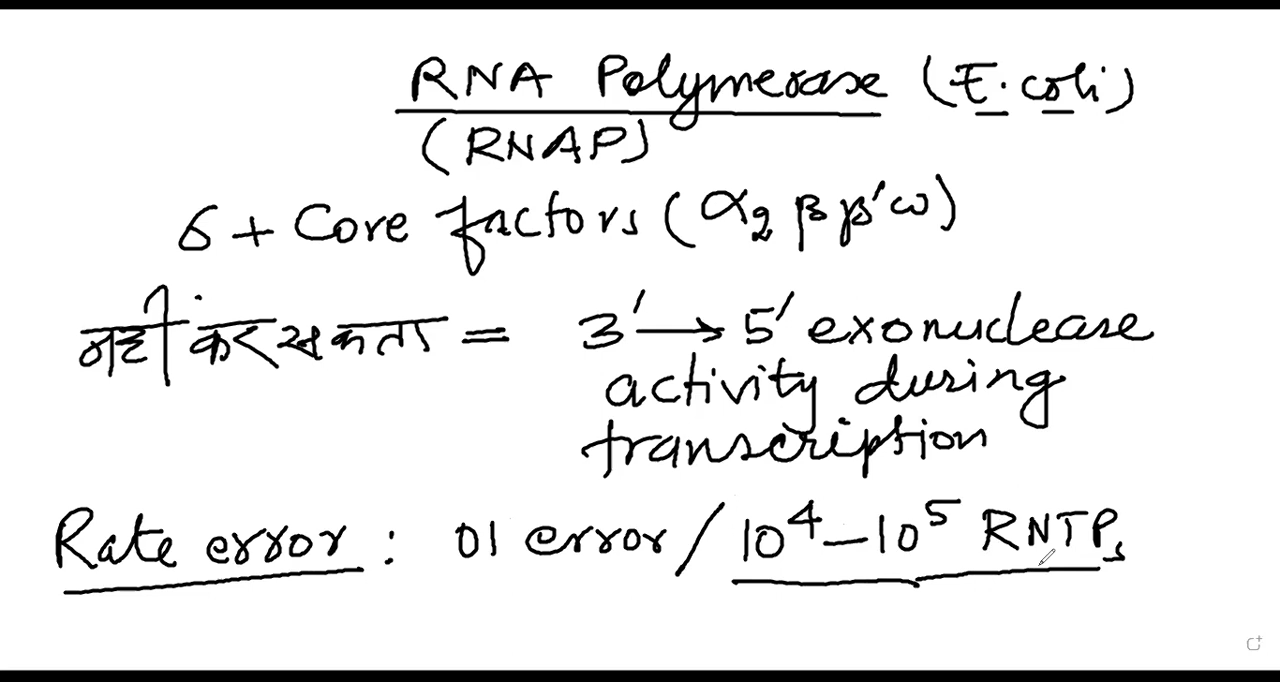 RNA Polymerase (E. coli)
(RNAP)
σ + Core factors (α₂ β β' ω)
नहीं कर सकता = 3' → 5' exonuclease
activity during
transcription
Rate error : 01 error / 10⁴ – 10⁵ RNTPs